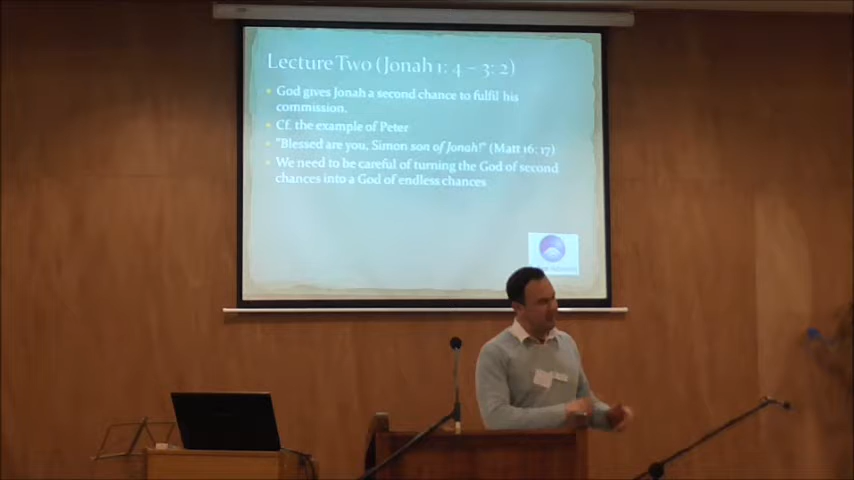 Lecture Two (Jonah 1: 4 – 3: 2)
God gives Jonah a second chance to fulfil his
commission.
Cf. the example of Peter
"Blessed are you, Simon son of Jonah!" (Matt 16: 17)
We need to be careful of turning the God of second
chances into a God of endless chances